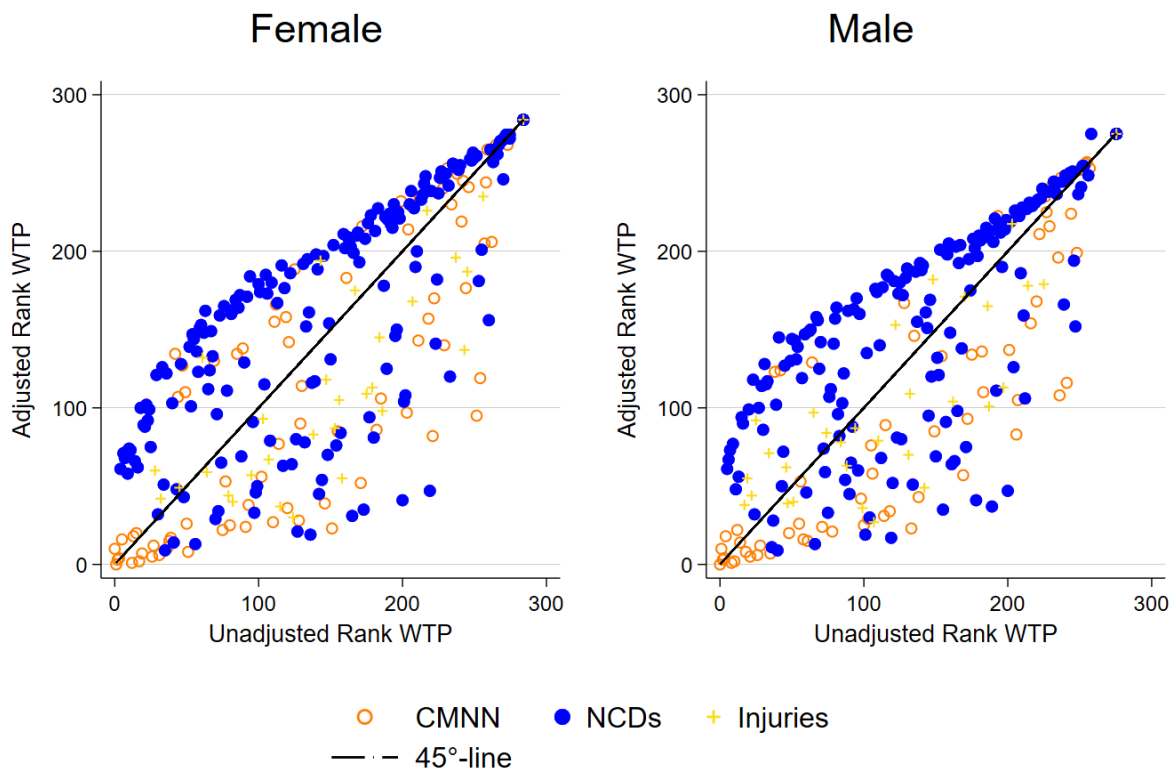 Female
Male
300
200
100
0
Adjusted Rank WTP
0 100 200 300
Unadjusted Rank WTP
300
200
100
0
Adjusted Rank WTP
0 100 200 300
Unadjusted Rank WTP
CMNN NCDs Injuries
45°-line